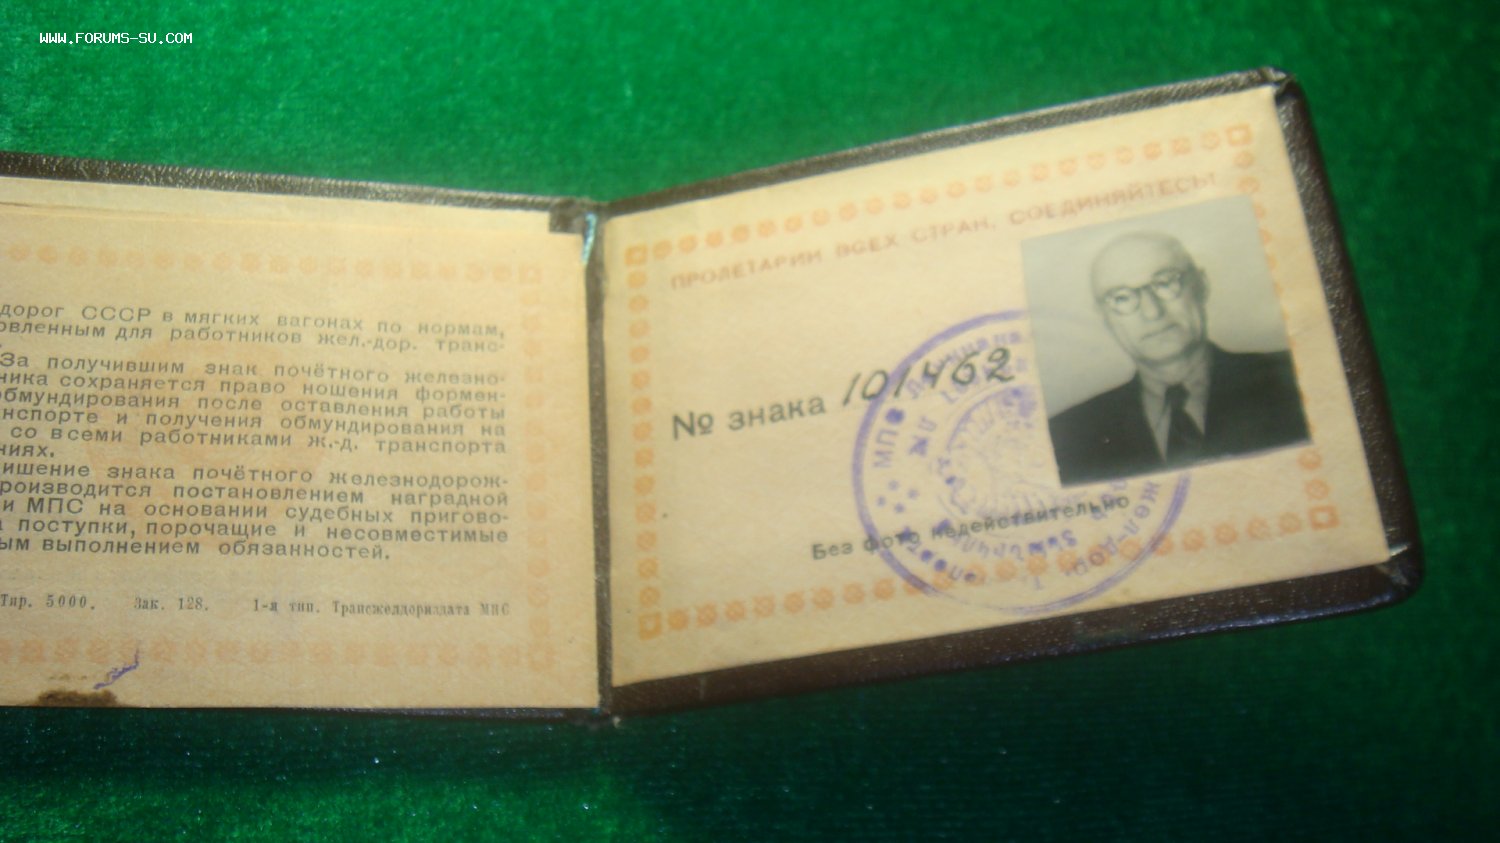 WWW.FORUMS-SU.COM
дорог СССР в мягких вагонах по нормам,
овленным для работников жел.-дор. транс-
За получившим знак почётного железно-
ника сохраняется право ношения формен-
обмундирования после оставления работы
нспорте и получения обмундирования на
со всеми работниками ж.-д. транспорта
ниях.
ишение знака почётного железнодорож-
роизводится постановлением наградной
и МПС на основании судебных пригово-
а поступки, порочащие и несовместимые
ым выполнением обязанностей.
Тир. 5000. Зак. 128. 1-я тип. Трансжелдориздата МПС
ПРОЛЕТАРИИ ВСЕХ СТРАН, СОЕДИНЯЙТЕСЬ!
№ знака 101462
Без фото недействительно
МПС
жел-дор.